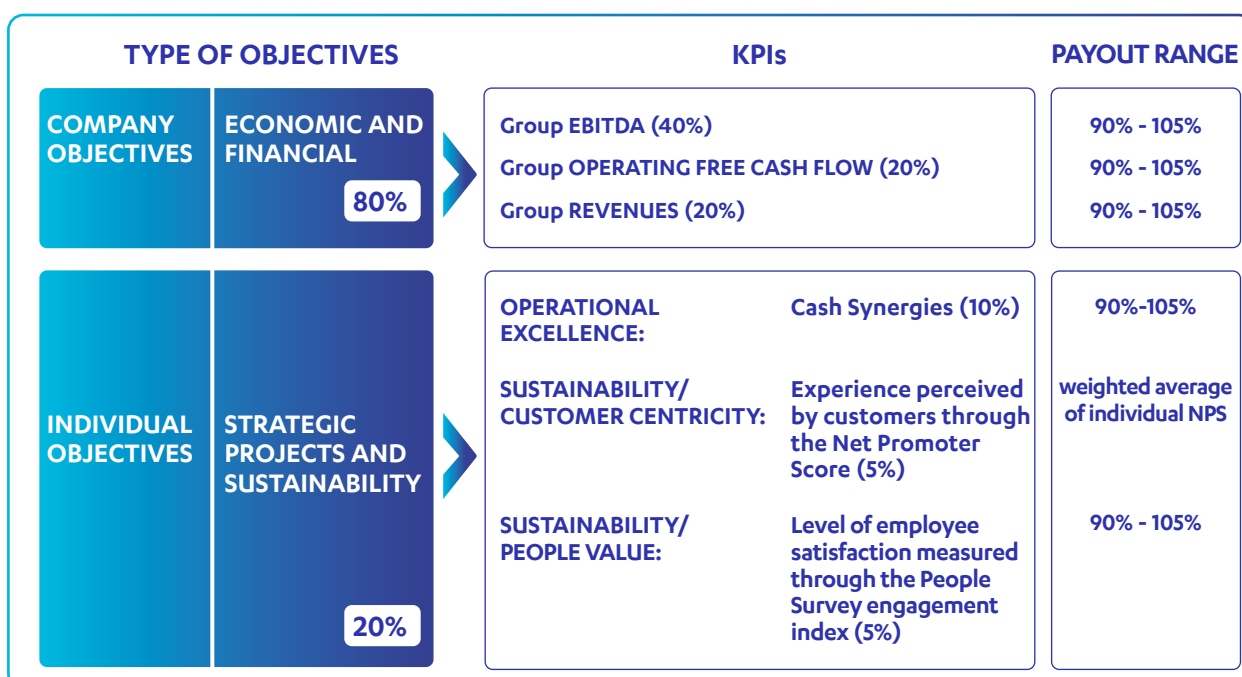 TYPE OF OBJECTIVES
KPIs
PAYOUT RANGE
COMPANY
OBJECTIVES
ECONOMIC AND
FINANCIAL
80%
Group EBITDA (40%)
90% - 105%
Group OPERATING FREE CASH FLOW (20%)
90% - 105%
Group REVENUES (20%)
90% - 105%
INDIVIDUAL
OBJECTIVES
STRATEGIC
PROJECTS AND
SUSTAINABILITY
20%
OPERATIONAL
EXCELLENCE:
Cash Synergies (10%)
90%-105%
SUSTAINABILITY/
CUSTOMER CENTRICITY:
Experience perceived
by customers through
the Net Promoter
Score (5%)
weighted average
of individual NPS
SUSTAINABILITY/
PEOPLE VALUE:
Level of employee
satisfaction measured
through the People
Survey engagement
index (5%)
90% - 105%